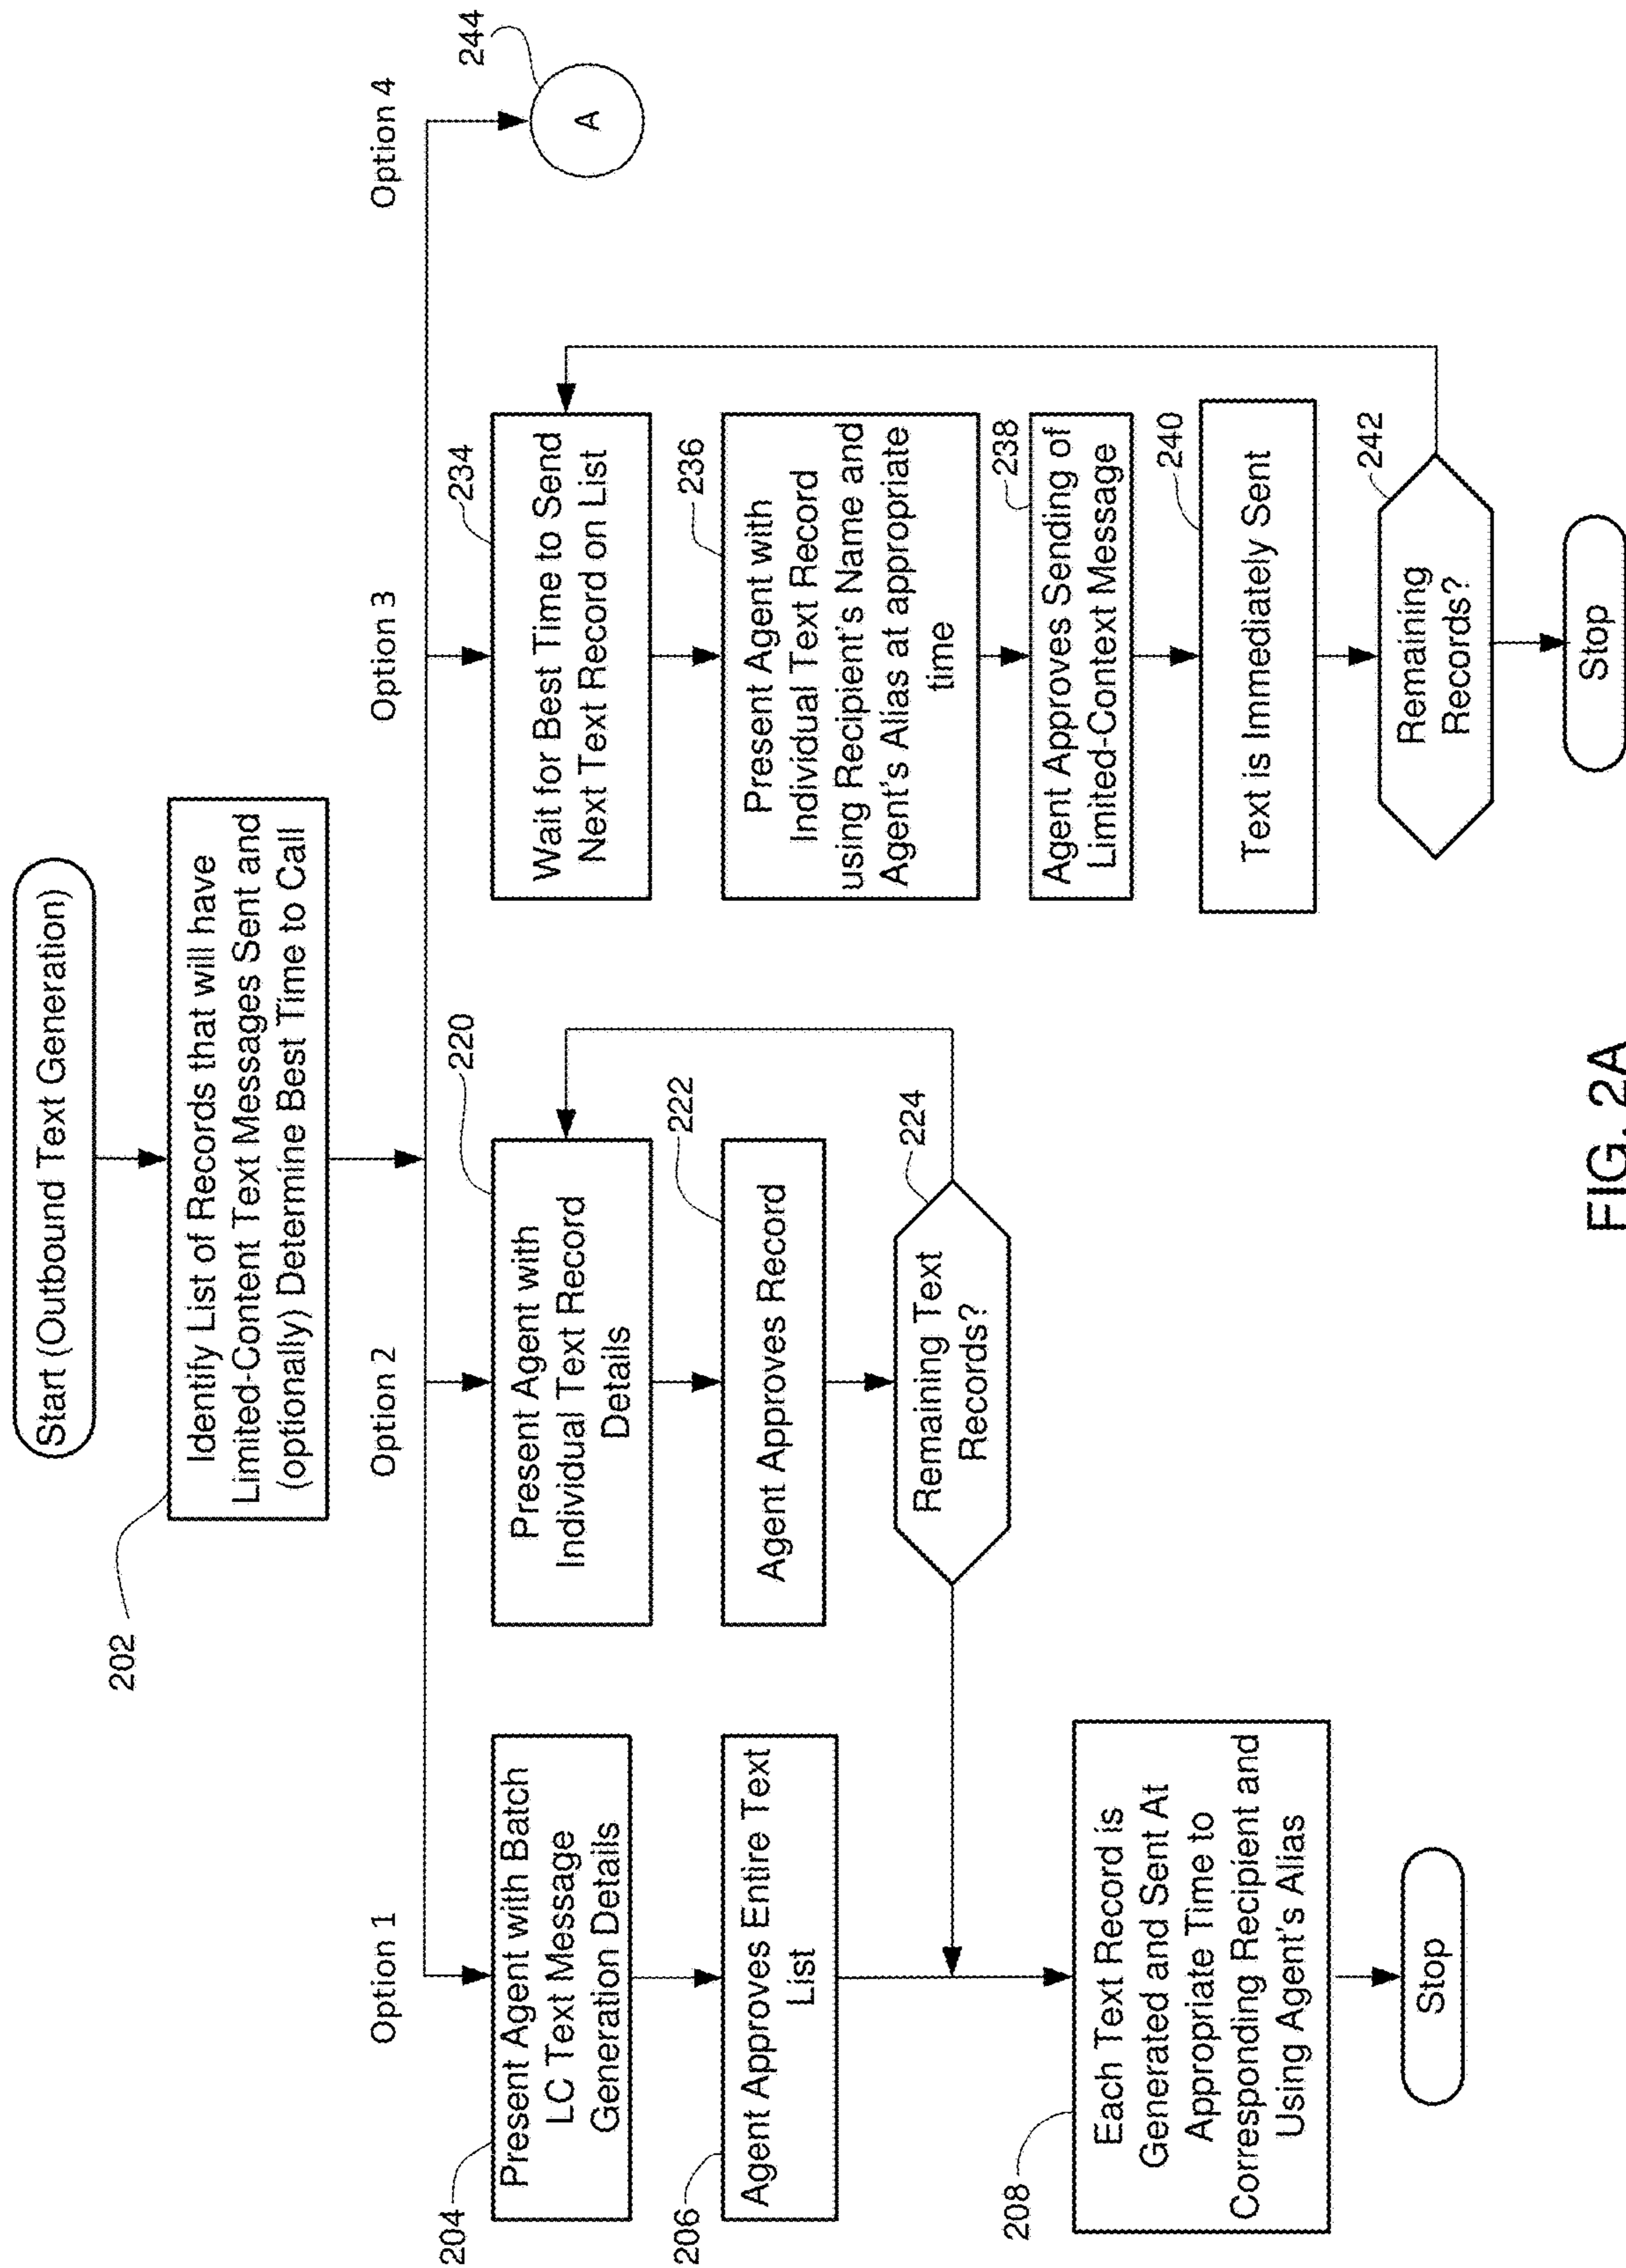 Start (Outbound Text Generation)
202
Identify List of Records that will have
Limited-Content Text Messages Sent and
(optionally) Determine Best Time to Call
Option 1
204
Present Agent with Batch
LC Text Message
Generation Details
206
Agent Approves Entire Text
List
208
Each Text Record is
Generated and Sent At
Appropriate Time to
Corresponding Recipient and
Using Agent's Alias
Stop
Option 2
220
Present Agent with
Individual Text Record
Details
222
Agent Approves Record
224
Remaining Text
Records?
Option 3
234
Wait for Best Time to Send
Next Text Record on List
236
Present Agent with
Individual Text Record
using Recipient's Name and
Agent's Alias at appropriate
time
238
Agent Approves Sending of
Limited-Context Message
240
Text is Immediately Sent
242
Remaining
Records?
Stop
Option 4
244
A
FIG. 2A